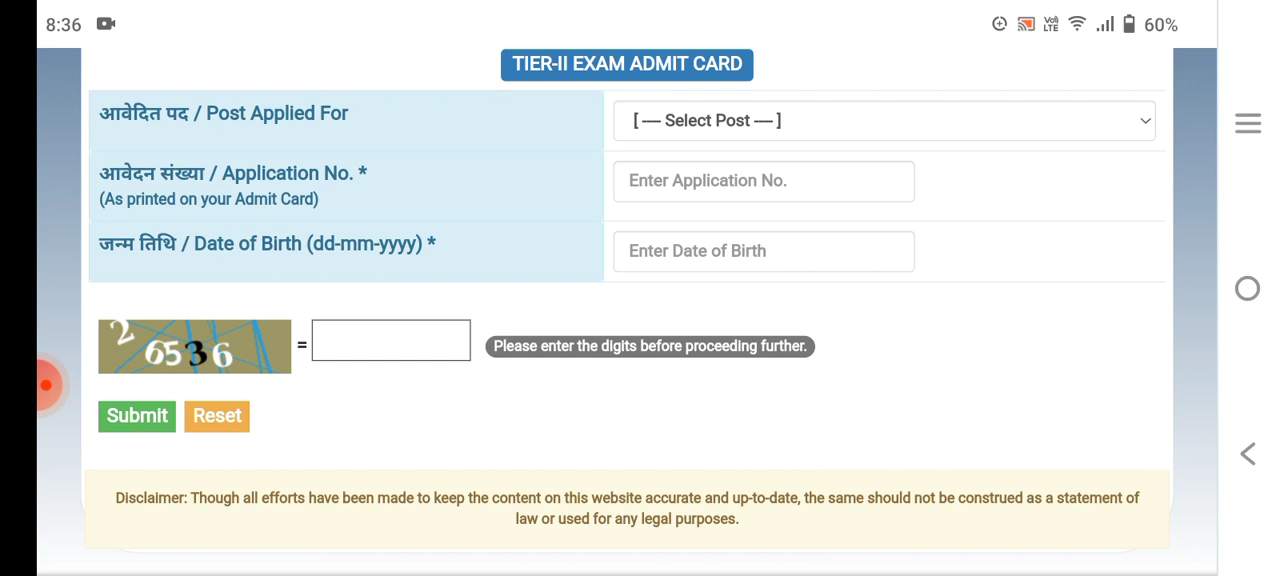 8:36
Vo) LTE
60%
TIER-II EXAM ADMIT CARD
आवेदित पद / Post Applied For
[ --- Select Post --- ]
आवेदन संख्या / Application No. *
Enter Application No.
(As printed on your Admit Card)
जन्म तिथि / Date of Birth (dd-mm-yyyy) *
Enter Date of Birth
26536
=
Please enter the digits before proceeding further.
Submit
Reset
Disclaimer: Though all efforts have been made to keep the content on this website accurate and up-to-date, the same should not be construed as a statement of
law or used for any legal purposes.